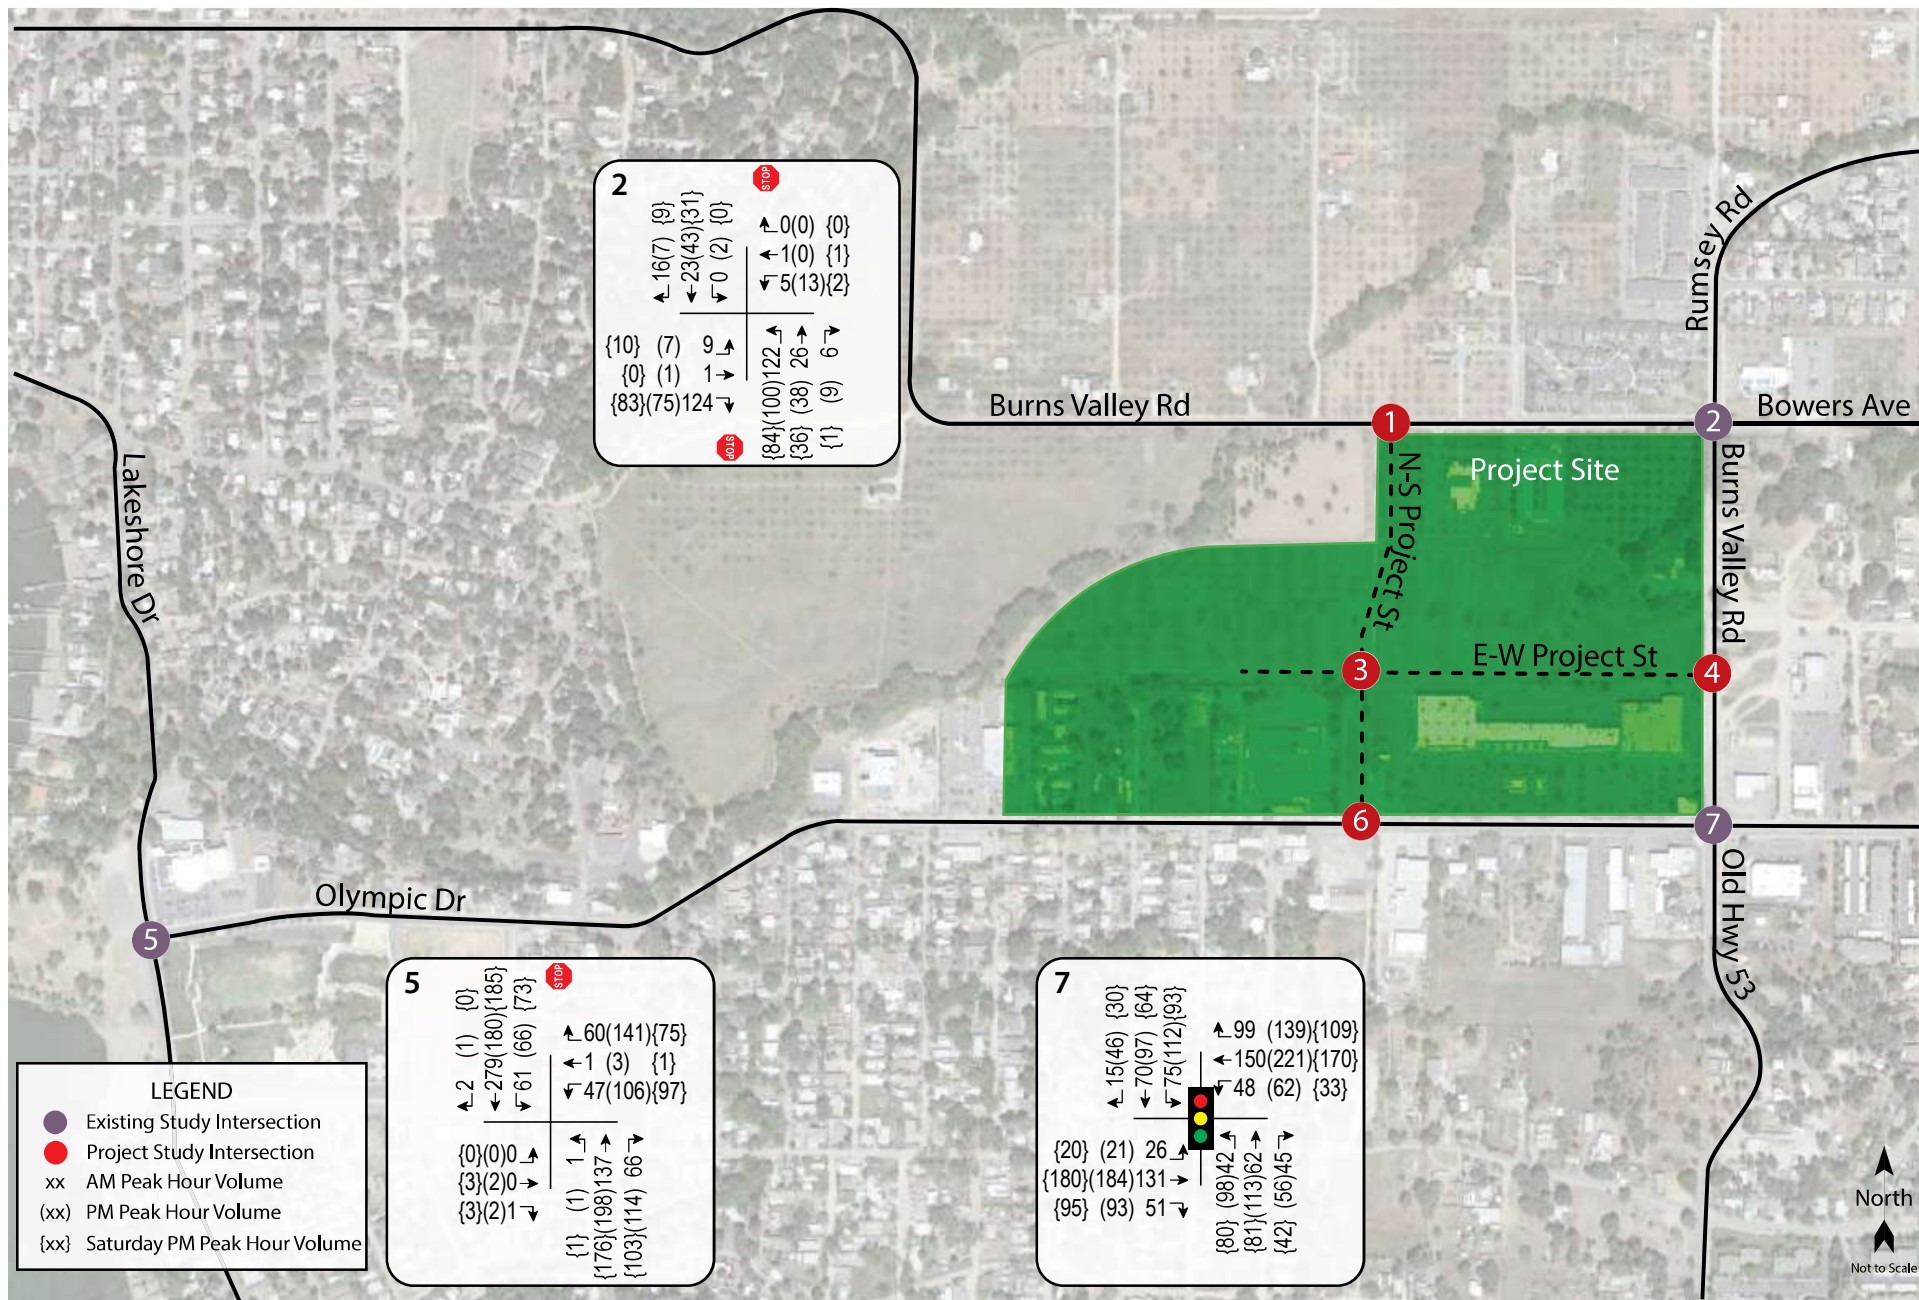 2
STOP
16(7) {9}
23(43){31}
0 (2) {0}
0(0) {0}
1(0) {1}
5(13){2}
{10} (7) 9
{0} (1) 1
{83}(75)124
{84}(100)122
{36} (38) 26
{1} (9) 6
STOP
Rumsey Rd
Burns Valley Rd
1
2
Bowers Ave
Project Site
N-S Project St
Burns Valley Rd
Lakeshore Dr
E-W Project St
3
4
6
7
Olympic Dr
Old Hwy 53
5
5
STOP
2 (1) {0}
279(180){185}
61 (66) {73}
60(141){75}
1 (3) {1}
47(106){97}
{0}(0)0
{3}(2)0
{3}(2)1
{1} (1) 1
{176}(198)137
{103}(114) 66
7
15(46) {30}
70(97) {64}
75(112){93}
99 (139){109}
150(221){170}
48 (62) {33}
{20} (21) 26
{180}(184)131
{95} (93) 51
{80} (98)42
{81}(113)62
{42} (56)45
LEGEND
Existing Study Intersection
Project Study Intersection
xx AM Peak Hour Volume
(xx) PM Peak Hour Volume
{xx} Saturday PM Peak Hour Volume
North
Not to Scale